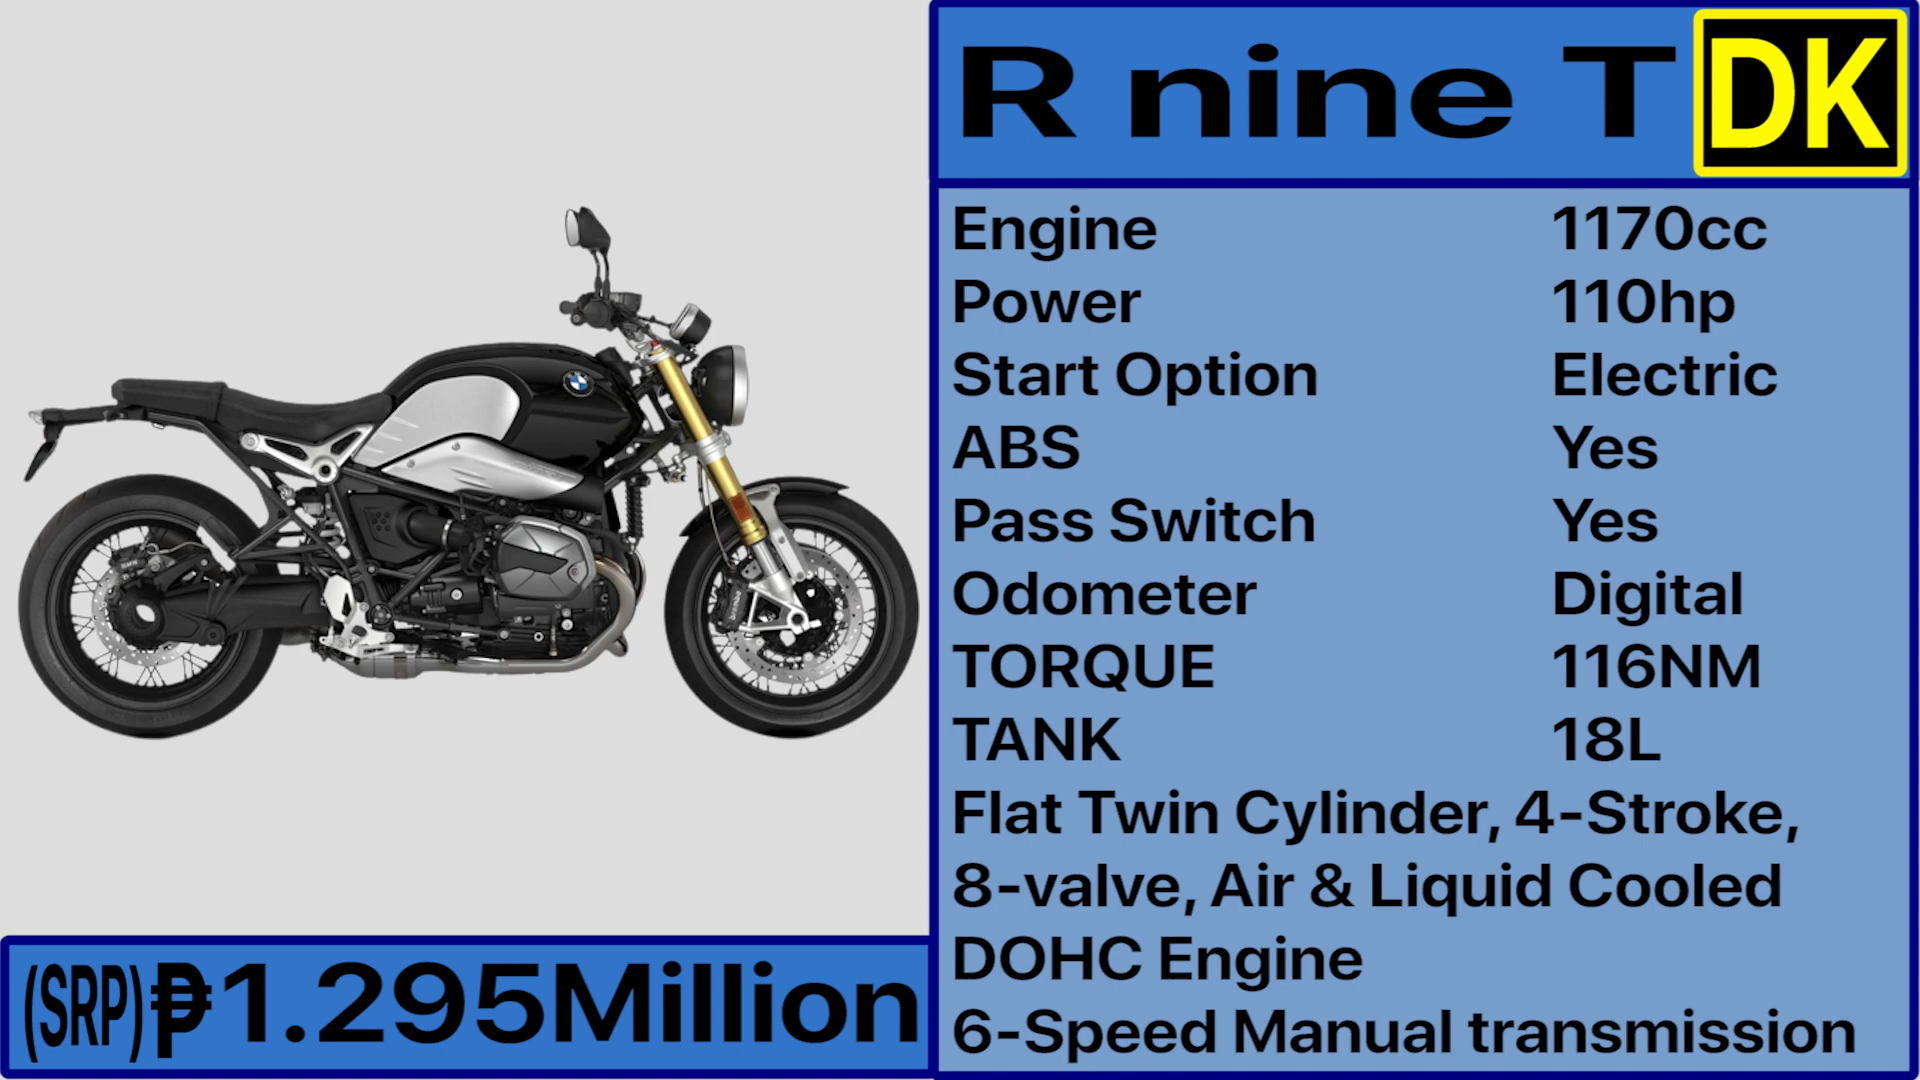 R nine T DK
Engine 1170cc
Power 110hp
Start Option Electric
ABS Yes
Pass Switch Yes
Odometer Digital
TORQUE 116NM
TANK 18L
Flat Twin Cylinder, 4-Stroke,
8-valve, Air & Liquid Cooled
DOHC Engine
6-Speed Manual transmission
(SRP) ₱1.295Million